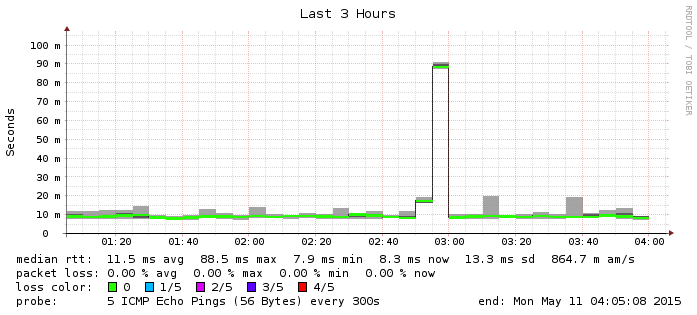 Last 3 Hours
RRDTOOL / TOBI OETIKER
Seconds
100 m
90 m
80 m
70 m
60 m
50 m
40 m
30 m
20 m
10 m
0
01:20 01:40 02:00 02:20 02:40 03:00 03:20 03:40 04:00
median rtt: 11.5 ms avg 88.5 ms max 7.9 ms min 8.3 ms now 13.3 ms sd 864.7 m am/s
packet loss: 0.00 % avg 0.00 % max 0.00 % min 0.00 % now
loss color: 0 1/5 2/5 3/5 4/5
probe: 5 ICMP Echo Pings (56 Bytes) every 300s end: Mon May 11 04:05:08 2015